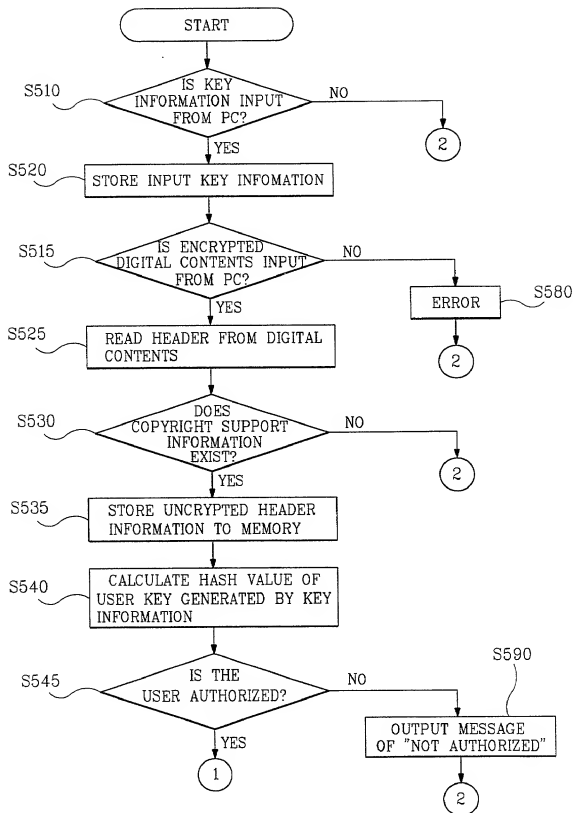 START
S510
IS KEY
INFORMATION INPUT
FROM PC?
NO
2
YES
S520
STORE INPUT KEY INFOMATION
S515
IS ENCRYPTED
DIGITAL CONTENTS INPUT
FROM PC?
NO
YES
ERROR
S580
2
S525
READ HEADER FROM DIGITAL
CONTENTS
S530
DOES
COPYRIGHT SUPPORT
INFORMATION
EXIST?
NO
2
YES
S535
STORE UNCRYPTED HEADER
INFORMATION TO MEMORY
S540
CALCULATE HASH VALUE OF
USER KEY GENERATED BY KEY
INFORMATION
S545
IS THE
USER AUTHORIZED?
NO
S590
YES
OUTPUT MESSAGE
OF "NOT AUTHORIZED"
1
2